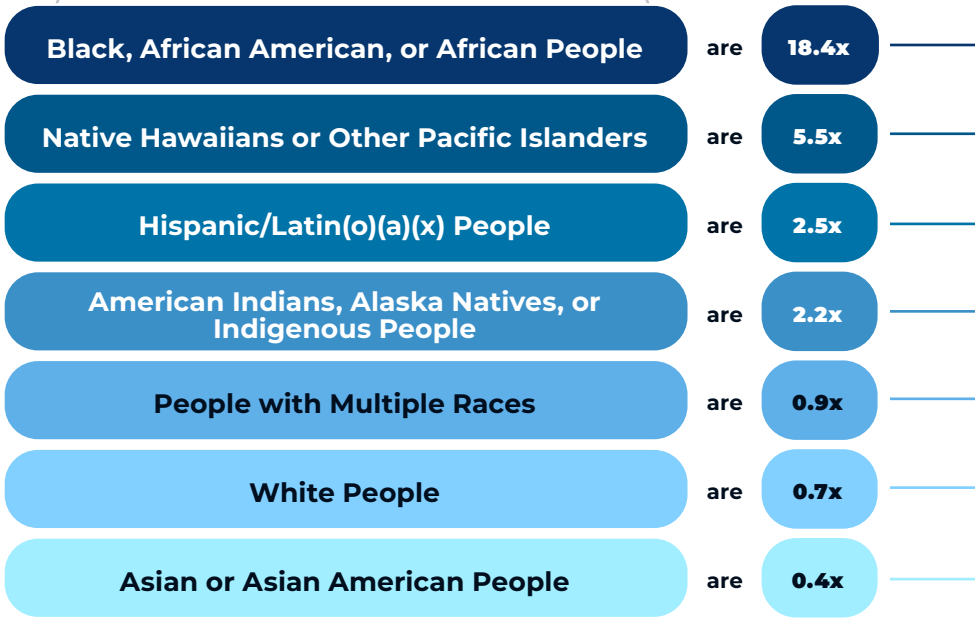 Black, African American, or African People are 18.4x
Native Hawaiians or Other Pacific Islanders are 5.5x
Hispanic/Latin(o)(a)(x) People are 2.5x
American Indians, Alaska Natives, or
Indigenous People are 2.2x
People with Multiple Races are 0.9x
White People are 0.7x
Asian or Asian American People are 0.4x